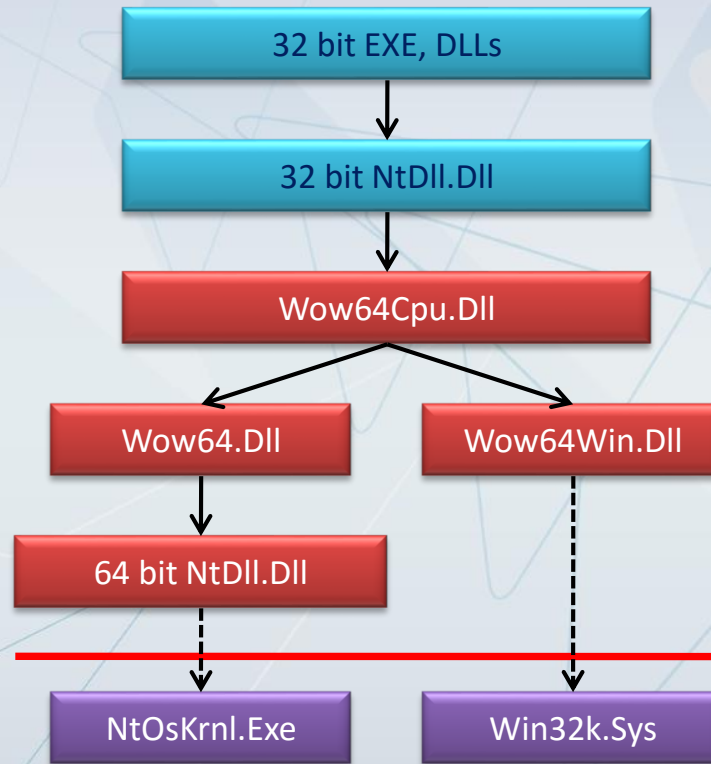 32 bit EXE, DLLs
32 bit NtDll.Dll
Wow64Cpu.Dll
Wow64.Dll
Wow64Win.Dll
64 bit NtDll.Dll
NtOsKrnl.Exe
Win32k.Sys